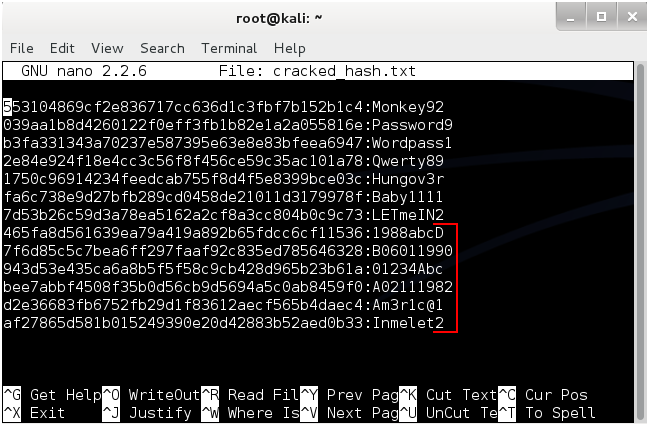 root@kali: ~
File Edit View Search Terminal Help
GNU nano 2.2.6 File: cracked_hash.txt
553104869cf2e836717cc636d1c3fbf7b152b1c4:Monkey92
039aa1b8d4260122f0eff3fb1b82e1a2a055816e:Password9
b3fa331343a70237e587395e63e8e83bfeea6947:Wordpass1
2e84e924f18e4cc3c56f8f456ce59c35ac101a78:Qwerty89
1750c96914234feedcab755f8d4f5e8399bce03c:Hungov3r
fa6c738e9d27bfb289cd0458de21011d3179978f:Baby1111
7d53b26c59d3a78ea5162a2cf8a3cc804b0c9c73:LETmeIN2
465fa8d561639ea79a419a892b65fdcc6cf11536:1988abcD
7f6d85c5c7bea6ff297faaf92c835ed785646328:B06011990
943d53e435ca6a8b5f5f58c9cb428d965b23b61a:01234Abc
bee7abbf4508f35b0d56cb9d5694a5c0ab8459f0:A02111982
d2e36683fb6752fb29d1f83612aecf565b4daec4:Am3r1c@1
af27865d581b015249390e20d42883b52aed0b33:Inmelet2
^G Get Help^O WriteOut^R Read Fil^Y Prev Pag^K Cut Text^C Cur Pos
^X Exit ^J Justify ^W Where Is^V Next Pag^U UnCut Te^T To Spell